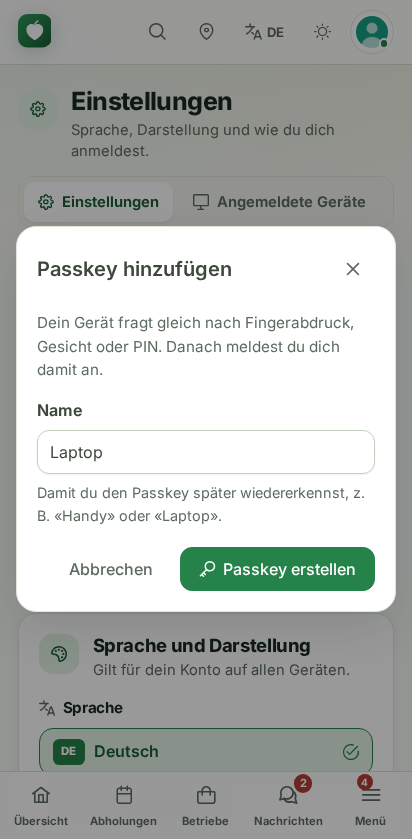 DE
Einstellungen
Sprache, Darstellung und wie du dich
anmeldest.
Einstellungen
Angemeldete Geräte
Passkey hinzufügen
Dein Gerät fragt gleich nach Fingerabdruck,
Gesicht oder PIN. Danach meldest du dich
damit an.
Name
Laptop
Damit du den Passkey später wiedererkennst, z.
B. «Handy» oder «Laptop».
Abbrechen
Passkey erstellen
Sprache und Darstellung
Gilt für dein Konto auf allen Geräten.
Sprache
DE Deutsch
2
4
Übersicht
Abholungen
Betriebe
Nachrichten
Menü